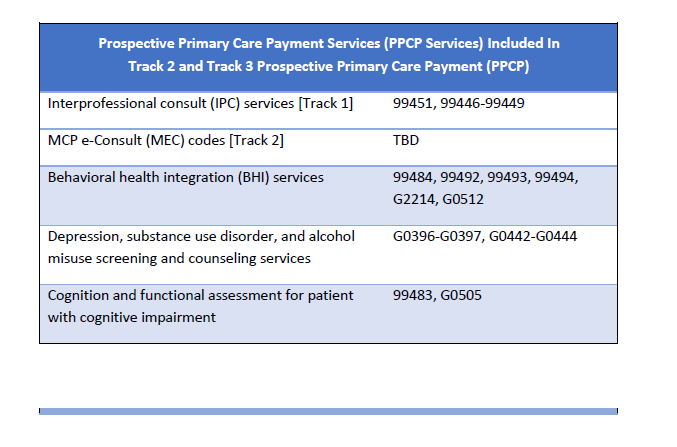 Prospective Primary Care Payment Services (PPCP Services) Included In
Track 2 and Track 3 Prospective Primary Care Payment (PPCP)
Interprofessional consult (IPC) services [Track 1] 99451, 99446-99449
MCP e-Consult (MEC) codes [Track 2] TBD
Behavioral health integration (BHI) services 99484, 99492, 99493, 99494,
G2214, G0512
Depression, substance use disorder, and alcohol G0396-G0397, G0442-G0444
misuse screening and counseling services
Cognition and functional assessment for patient 99483, G0505
with cognitive impairment